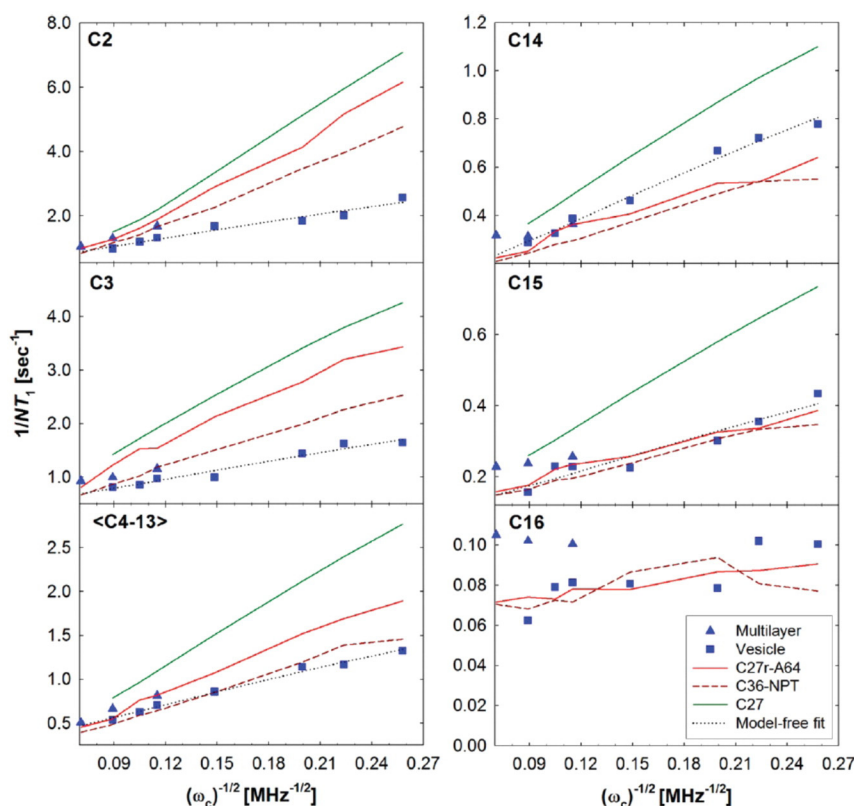 C2
8.0
6.0
4.0
2.0
C3
4.0
3.0
2.0
1.0
1/NT1 [sec-1]
<C4-13>
2.5
2.0
1.5
1.0
0.5
0.09 0.12 0.15 0.18 0.21 0.24 0.27
(ωc)-1/2 [MHz-1/2]
C14
1.2
1.0
0.8
0.6
0.4
C15
0.6
0.4
0.2
C16
0.10
0.08
0.06
0.04
0.02
0.00
Multilayer
Vesicle
C27r-A64
C36-NPT
C27
Model-free fit
0.09 0.12 0.15 0.18 0.21 0.24 0.27
(ωc)-1/2 [MHz-1/2]